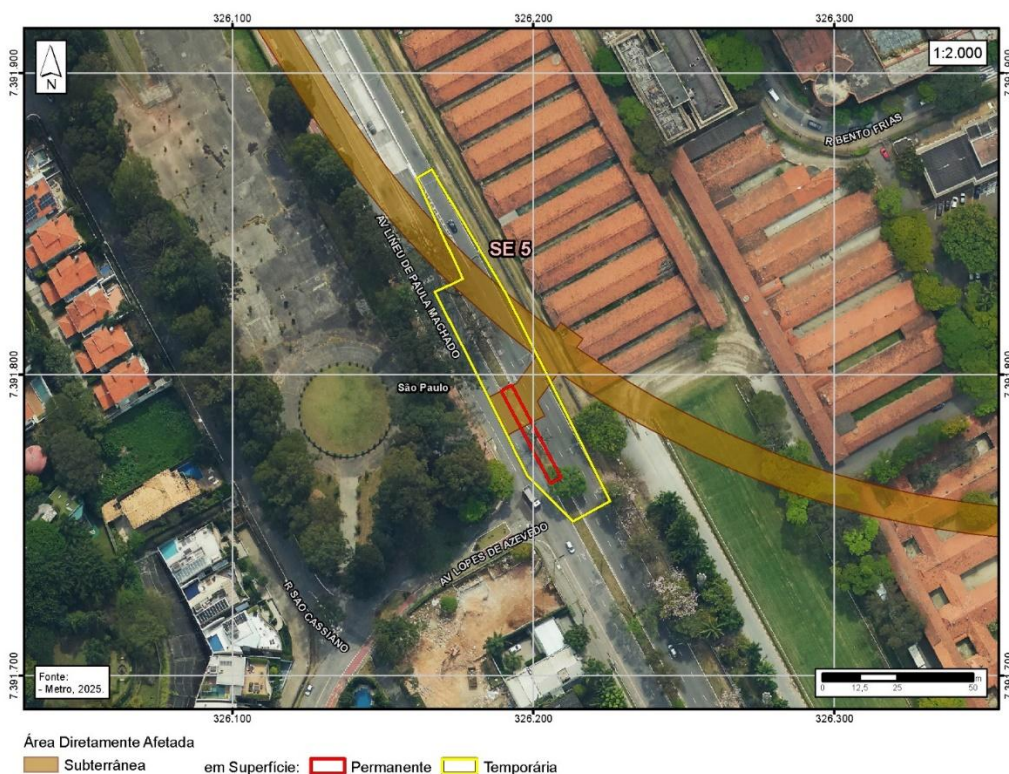 326.100 326.200 326.300
7.391.900 7.391.900
N
1:2.000
R BENTO FRIAS
AV LINEU DE PAULA MACHADO
SE 5
7.391.800 7.391.800
São Paulo
AV LOPES DE AZEVEDO
R SAO CASSIANO
7.391.700 7.391.700
Fonte:
- Metro, 2025.
0 12,5 25 50
m
326.100 326.200 326.300
Área Diretamente Afetada
Subterrânea em Superfície: Permanente Temporária